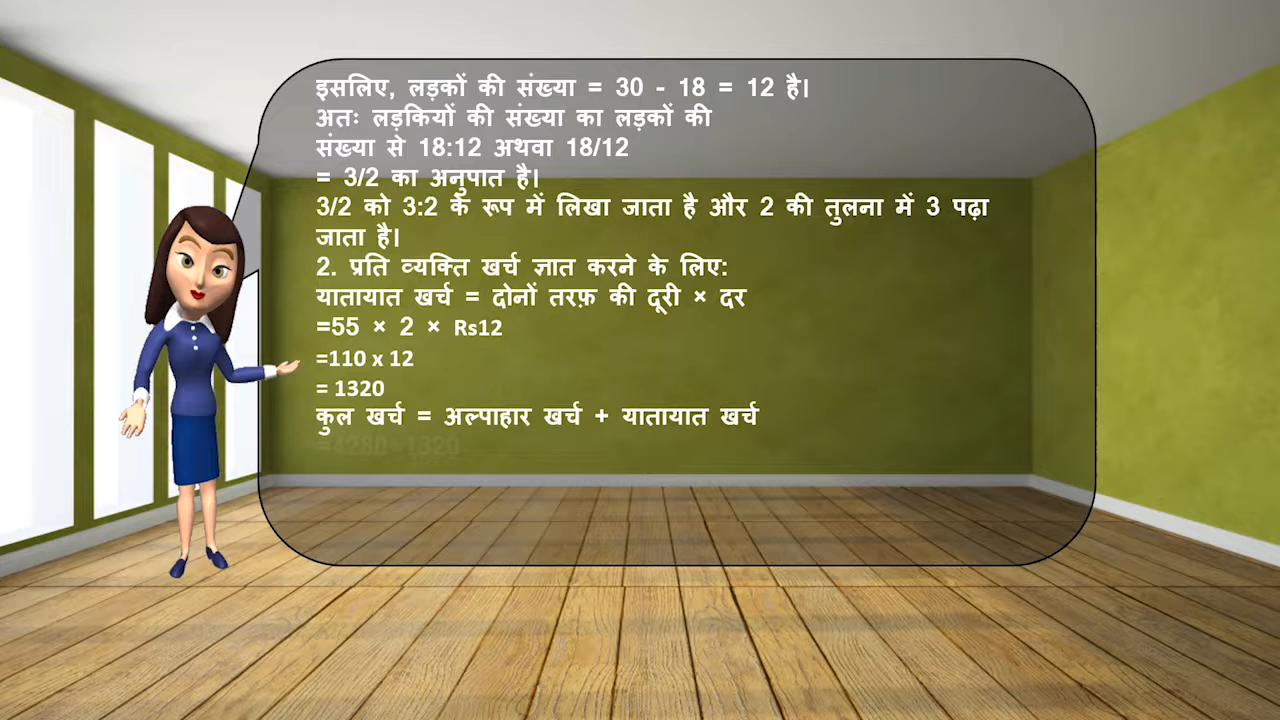 इसलिए, लड़कों की संख्या = 30 - 18 = 12 है।
अतः लड़कियों की संख्या का लड़कों की
संख्या से 18:12 अथवा 18/12
= 3/2 का अनुपात है।
3/2 को 3:2 के रूप में लिखा जाता है और 2 की तुलना में 3 पढ़ा
जाता है।
2. प्रति व्यक्ति खर्च ज्ञात करने के लिए:
यातायात खर्च = दोनों तरफ़ की दूरी × दर
=55 × 2 × Rs12
=110 x 12
= 1320
कुल खर्च = अल्पाहार खर्च + यातायात खर्च
=4280+1320